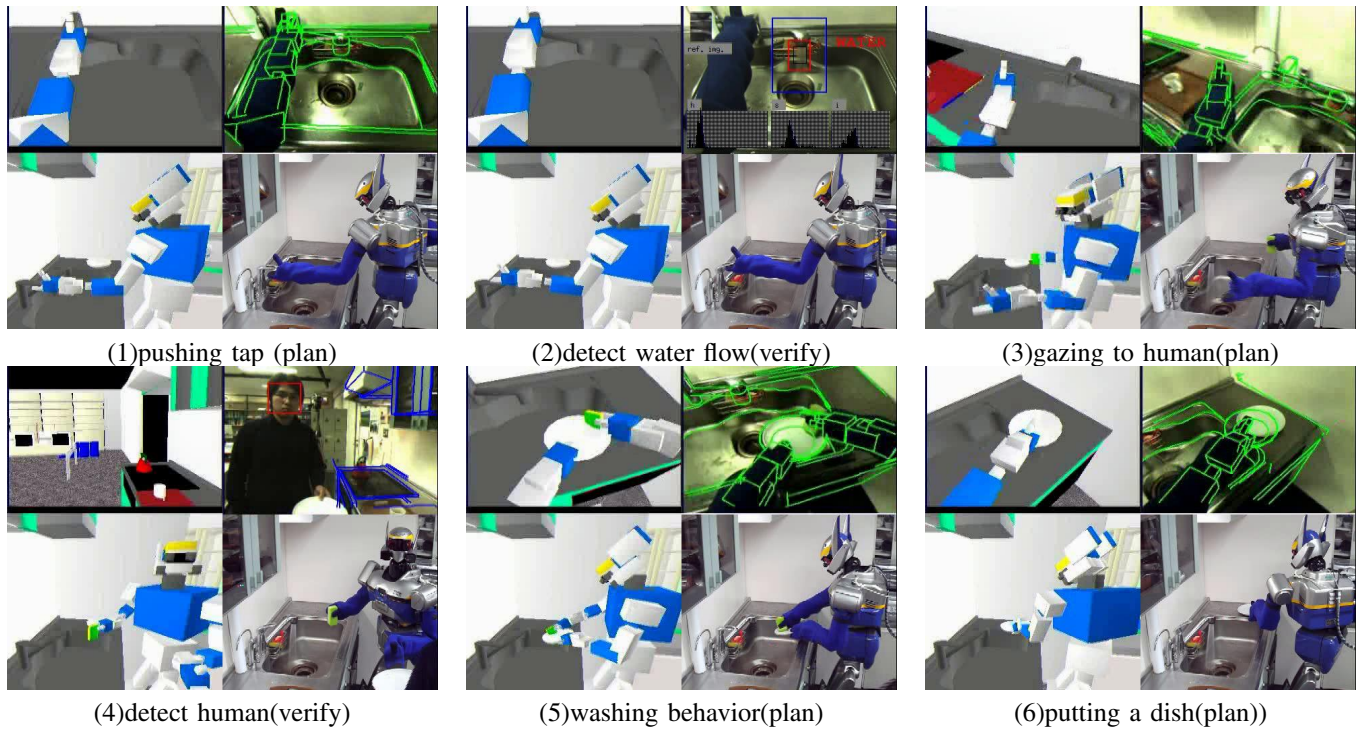 ref. img.
WATER
h
s
i
(1)pushing tap (plan)
(2)detect water flow(verify)
(3)gazing to human(plan)
(4)detect human(verify)
(5)washing behavior(plan)
(6)putting a dish(plan))